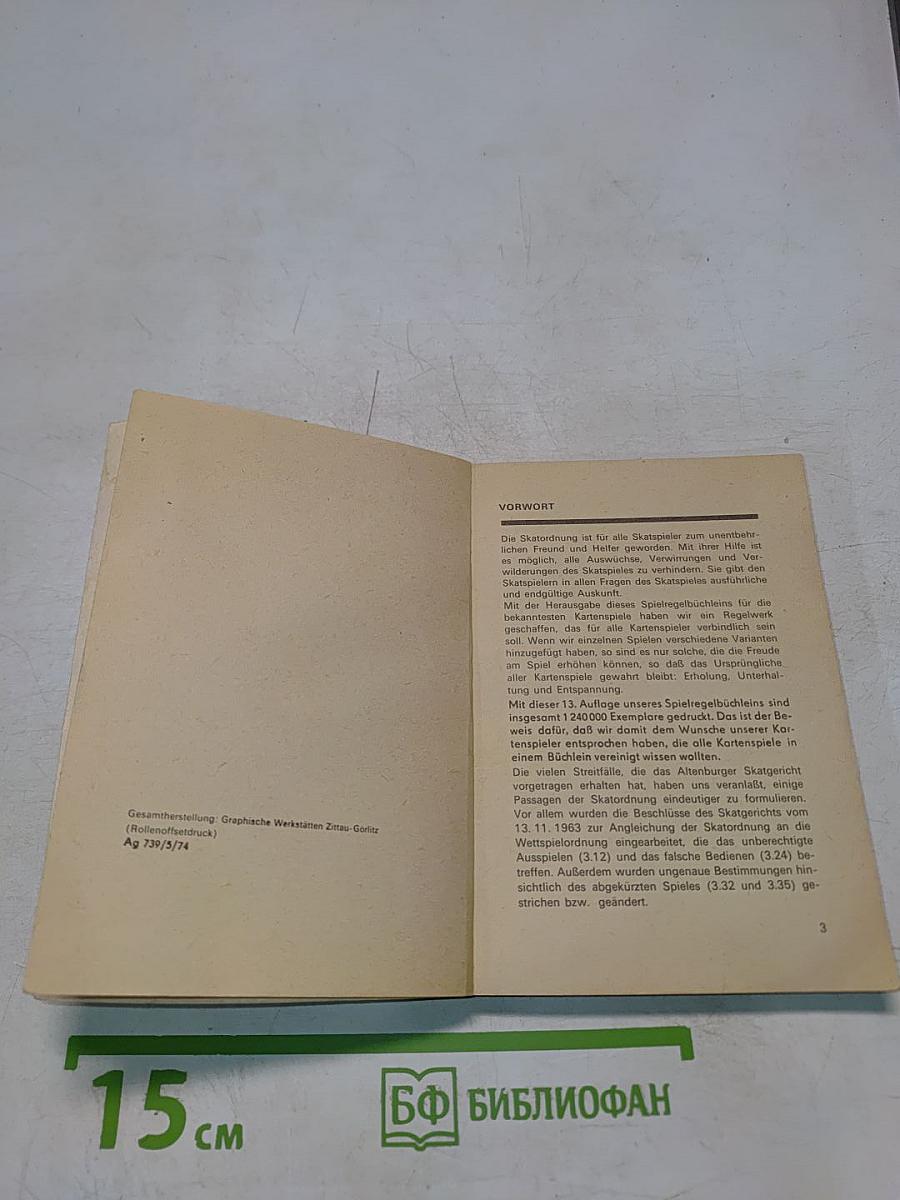 Gesamtherstellung: Graphische Werkstätten Zittau-Görlitz
(Rollenoffsetdruck)
Ag 739/5/74
VORWORT
Die Skatordnung ist für alle Skatspieler zum unentbehr-
lichen Freund und Helfer geworden. Mit ihrer Hilfe ist
es möglich, alle Auswüchse, Verwirrungen und Ver-
wilderungen des Skatspieles zu verhindern. Sie gibt den
Skatspielern in allen Fragen des Skatspieles ausführliche
und endgültige Auskunft.
Mit der Herausgabe dieses Spielregelbüchleins für die
bekanntesten Kartenspiele haben wir ein Regelwerk
geschaffen, das für alle Kartenspieler verbindlich sein
soll. Wenn wir einzelnen Spielen verschiedene Varianten
hinzugefügt haben, so sind es nur solche, die die Freude
am Spiel erhöhen können, so daß das Ursprüngliche
aller Kartenspiele gewahrt bleibt: Erholung, Unterhal-
tung und Entspannung.
Mit dieser 13. Auflage unseres Spielregelbüchleins sind
insgesamt 1 240 000 Exemplare gedruckt. Das ist der Be-
weis dafür, daß wir damit dem Wunsche unserer Kar-
tenspieler entsprochen haben, die alle Kartenspiele in
einem Büchlein vereinigt wissen wollten.
Die vielen Streitfälle, die das Altenburger Skatgericht
vorgetragen erhalten hat, haben uns veranlaßt, einige
Passagen der Skatordnung eindeutiger zu formulieren.
Vor allem wurden die Beschlüsse des Skatgerichts vom
13. 11. 1963 zur Angleichung der Skatordnung an die
Wettspielordnung eingearbeitet, die das unberechtigte
Ausspielen (3.12) und das falsche Bedienen (3.24) be-
treffen. Außerdem wurden ungenaue Bestimmungen hin-
sichtlich des abgekürzten Spieles (3.32 und 3.35) ge-
strichen bzw. geändert.
3
15 см
БФ БИБЛИОФАН